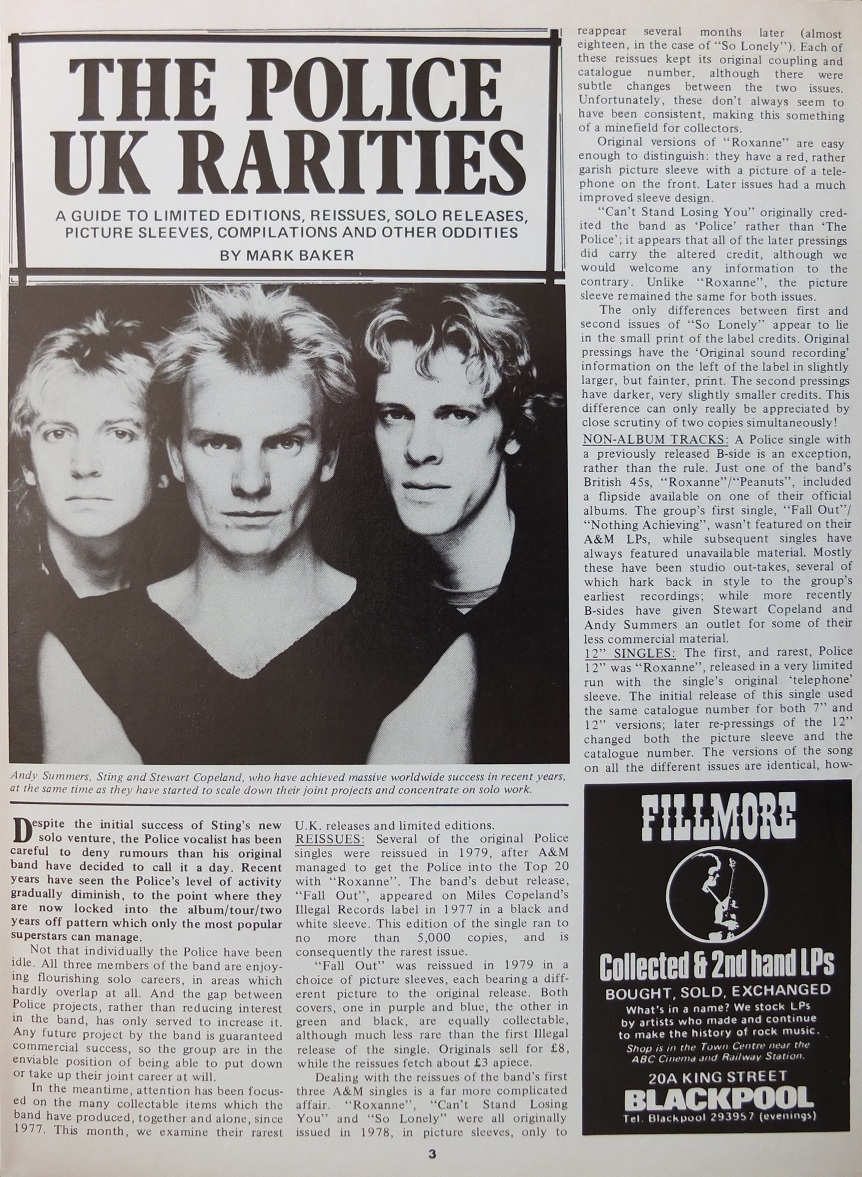 THE POLICE
UK RARITIES
A GUIDE TO LIMITED EDITIONS, REISSUES, SOLO RELEASES,
PICTURE SLEEVES, COMPILATIONS AND OTHER ODDITIES
BY MARK BAKER
Andy Summers, Sting and Stewart Copeland, who have achieved massive worldwide success in recent years,
at the same time as they have started to scale down their joint projects and concentrate on solo work.
Despite the initial success of Sting's new
solo venture, the Police vocalist has been
careful to deny rumours than his original
band have decided to call it a day. Recent
years have seen the Police's level of activity
gradually diminish, to the point where they
are now locked into the album/tour/two
years off pattern which only the most popular
superstars can manage.
Not that individually the Police have been
idle. All three members of the band are enjoy-
ing flourishing solo careers, in areas which
hardly overlap at all. And the gap between
Police projects, rather than reducing interest
in the band, has only served to increase it.
Any future project by the band is guaranteed
commercial success, so the group are in the
enviable position of being able to put down
or take up their joint career at will.
In the meantime, attention has been focus-
ed on the many collectable items which the
band have produced, together and alone, since
1977. This month, we examine their rarest
U.K. releases and limited editions.
REISSUES: Several of the original Police
singles were reissued in 1979, after A&M
managed to get the Police into the Top 20
with "Roxanne". The band's debut release,
"Fall Out", appeared on Miles Copeland's
Illegal Records label in 1977 in a black and
white sleeve. This edition of the single ran to
no more than 5,000 copies, and is
consequently the rarest issue.
"Fall Out" was reissued in 1979 in a
choice of picture sleeves, each bearing a diff-
erent picture to the original release. Both
covers, one in purple and blue, the other in
green and black, are equally collectable,
although much less rare than the first Illegal
release of the single. Originals sell for £8,
while the reissues fetch about £3 apiece.
Dealing with the reissues of the band's first
three A&M singles is a far more complicated
affair. "Roxanne", "Can't Stand Losing
You" and "So Lonely" were all originally
issued in 1978, in picture sleeves, only to
reappear several months later (almost
eighteen, in the case of "So Lonely"). Each of
these reissues kept its original coupling and
catalogue number, although there were
subtle changes between the two issues.
Unfortunately, these don't always seem to
have been consistent, making this something
of a minefield for collectors.
Original versions of "Roxanne" are easy
enough to distinguish: they have a red, rather
garish picture sleeve with a picture of a tele-
phone on the front. Later issues had a much
improved sleeve design.
"Can't Stand Losing You" originally cred-
ited the band as 'Police' rather than 'The
Police'; it appears that all of the later pressings
did carry the altered credit, although we
would welcome any information to the
contrary. Unlike "Roxanne", the picture
sleeve remained the same for both issues.
The only differences between first and
second issues of "So Lonely" appear to lie
in the small print of the label credits. Original
pressings have the 'Original sound recording'
information on the left of the label in slightly
larger, but fainter, print. The second pressings
have darker, very slightly smaller credits. This
difference can only really be appreciated by
close scrutiny of two copies simultaneously!
NON-ALBUM TRACKS: A Police single with
a previously released B-side is an exception,
rather than the rule. Just one of the band's
British 45s, "Roxanne"/"Peanuts", included
a flipside available on one of their official
albums. The group's first single, "Fall Out"/
"Nothing Achieving", wasn't featured on their
A&M LPs, while subsequent singles have
always featured unavailable material. Mostly
these have been studio out-takes, several of
which hark back in style to the group's
earliest recordings; while more recently
B-sides have given Stewart Copeland and
Andy Summers an outlet for some of their
less commercial material.
12" SINGLES: The first, and rarest, Police
12" was "Roxanne", released in a very limited
run with the single's original 'telephone'
sleeve. The initial release of this single used
the same catalogue number for both 7" and
12" versions; later re-pressings of the 12"
changed both the picture sleeve and the
catalogue number. The versions of the song
on all the different issues are identical, how-
FILLMORE
Collected & 2nd hand LPs
BOUGHT, SOLD, EXCHANGED
What's in a name? We stock LPs
by artists who made and continue
to make the history of rock music.
Shop is in the Town Centre near the
ABC Cinema and Railway Station.
20A KING STREET
BLACKPOOL
Tel. Blackpool 293957 (evenings)
3